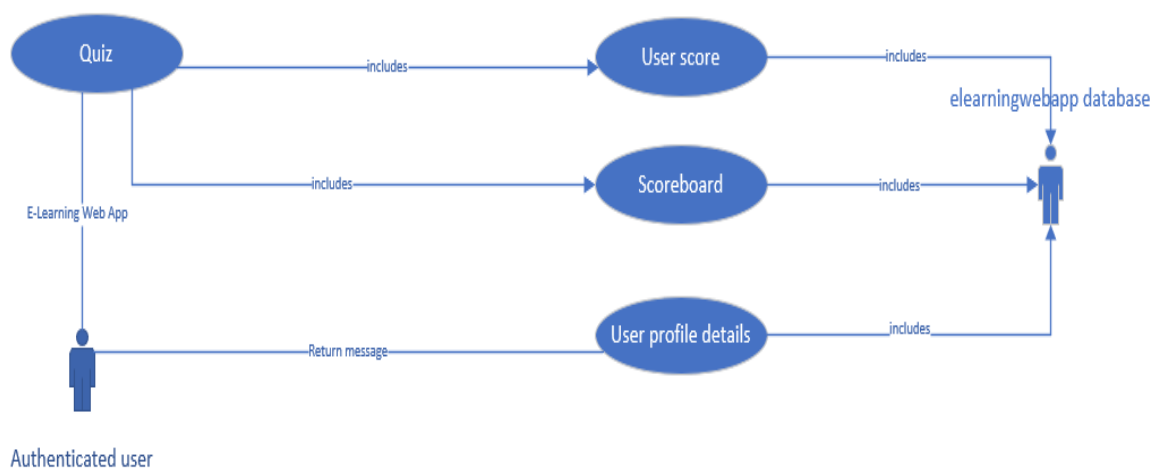 Quiz
includes
User score
includes
elearningwebapp database
includes
Scoreboard
includes
E-Learning Web App
User profile details
includes
Return message
Authenticated user